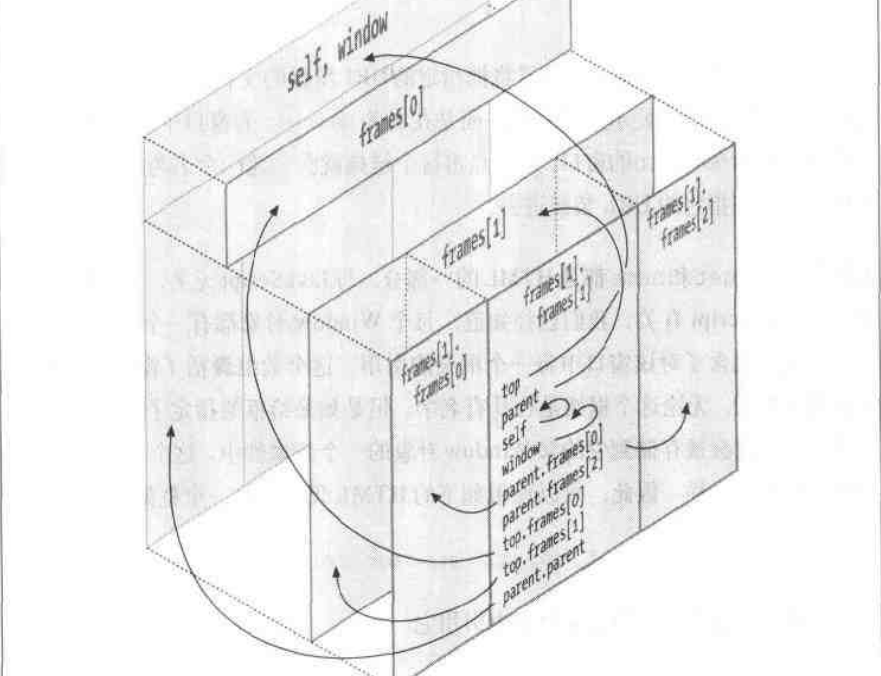 self, window
frames[0]
frames[1]
frames[1].
frames[2]
frames[1].
frames[1]
frames[1].
frames[0]
top
parent
self
window
parent.frames[0]
parent.frames[2]
top.frames[0]
top.frames[1]
parent.parent